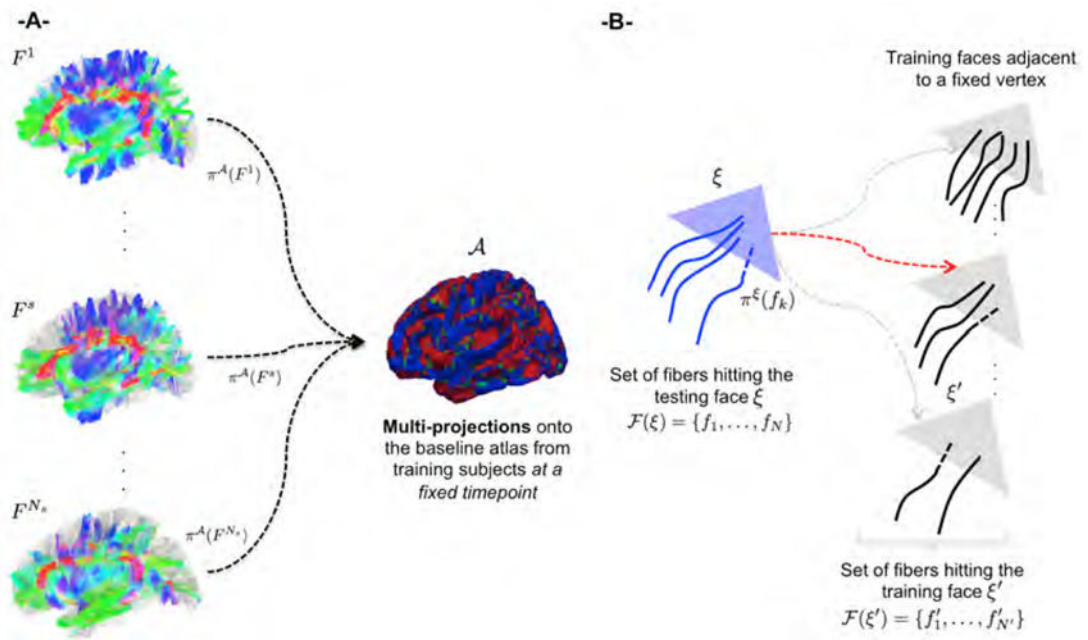 -A-
F¹
π^𝒜(F¹)
F^s
π^𝒜(F^s)
F^{N_s}
π^𝒜(F^{N_s})
𝒜
Multi-projections onto
the baseline atlas from
training subjects at a
fixed timepoint
-B-
Training faces adjacent
to a fixed vertex
ξ
π^ξ(f_k)
Set of fibers hitting the
testing face ξ
ℱ(ξ) = {f₁, . . . , f_N}
ξ′
Set of fibers hitting the
training face ξ′
ℱ(ξ′) = {f′₁, . . . , f′_{N′}}